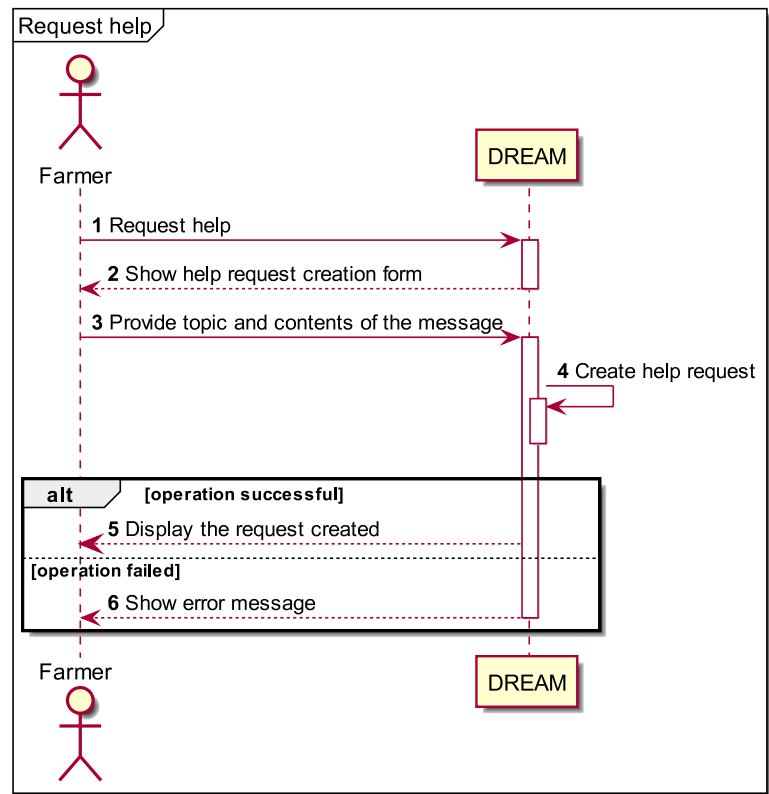 Request help
Farmer
DREAM
1 Request help
2 Show help request creation form
3 Provide topic and contents of the message
4 Create help request
alt [operation successful]
5 Display the request created
[operation failed]
6 Show error message
Farmer
DREAM